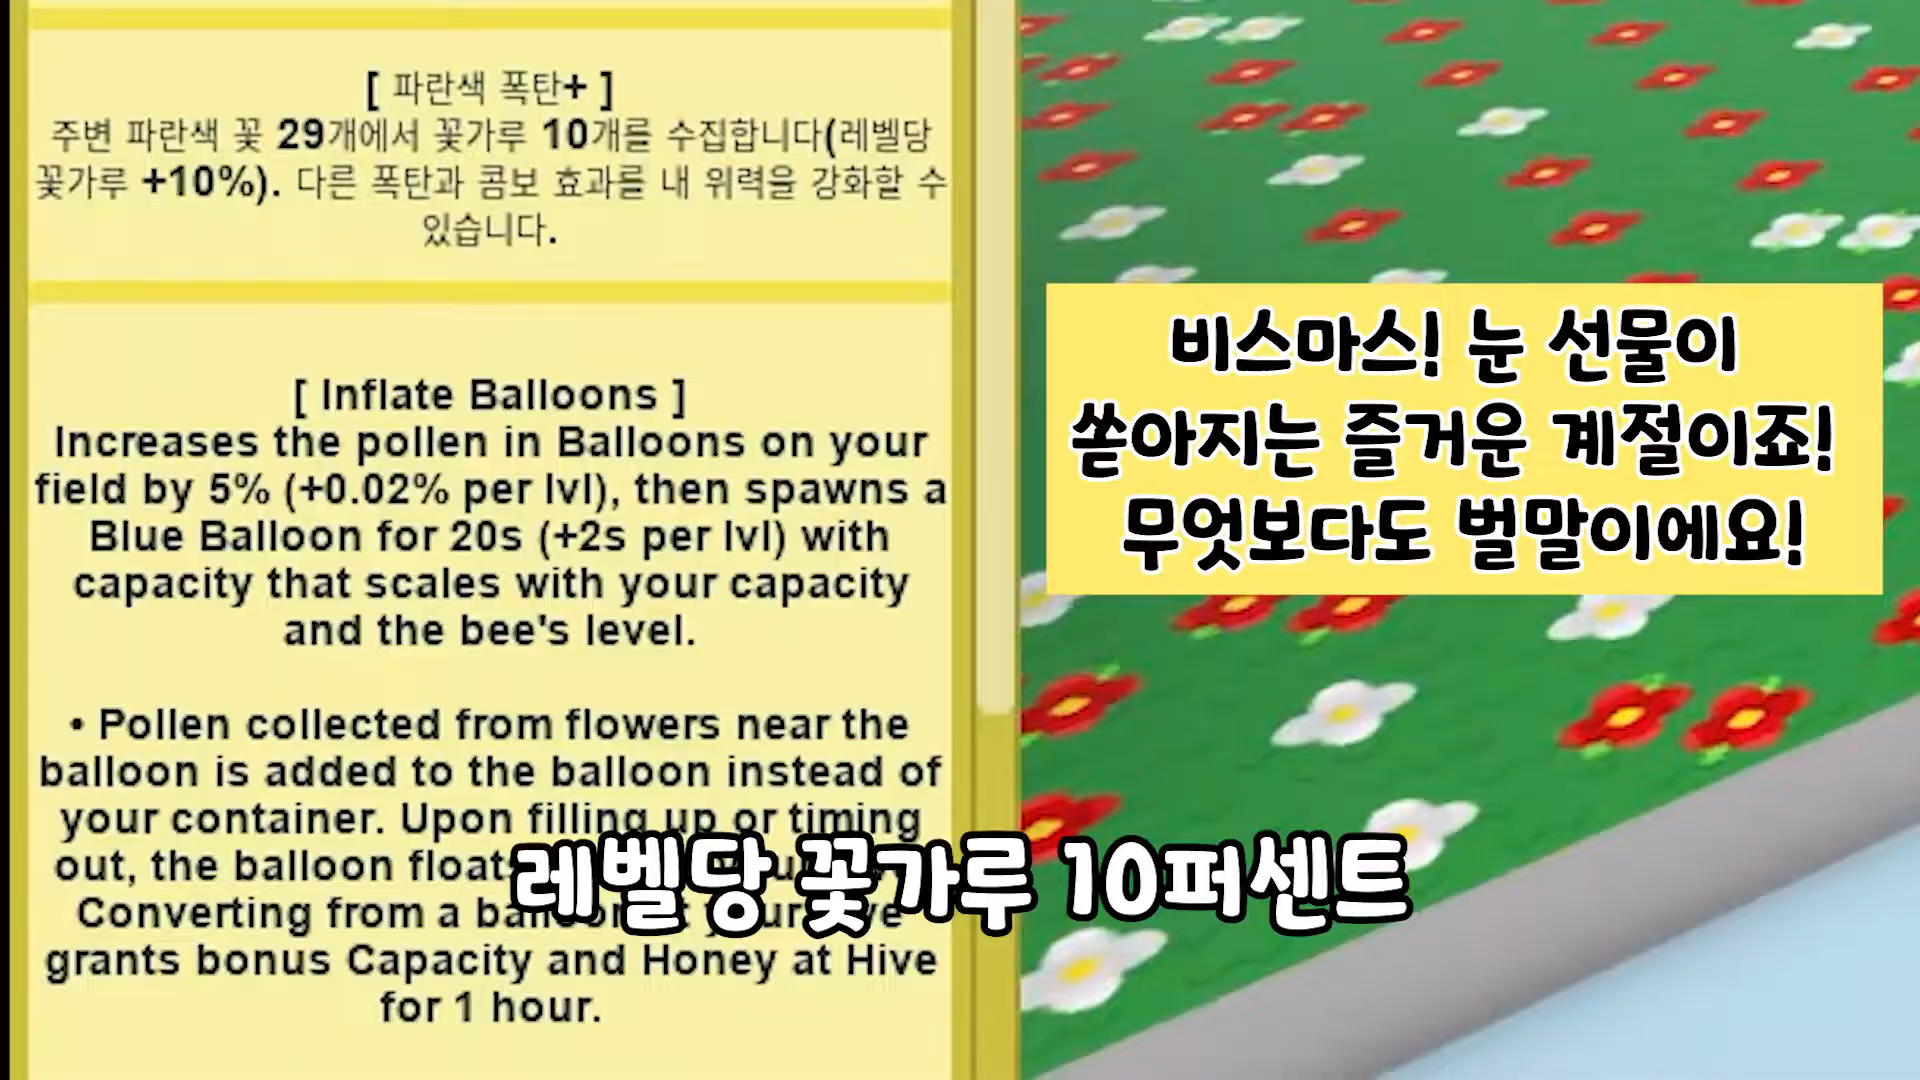 [ 파란색 폭탄+ ]
주변 파란색 꽃 29개에서 꽃가루 10개를 수집합니다(레벨당
꽃가루 +10%). 다른 폭탄과 콤보 효과를 내 위력을 강화할 수
있습니다.
[ Inflate Balloons ]
Increases the pollen in Balloons on your
field by 5% (+0.02% per lvl), then spawns a
Blue Balloon for 20s (+2s per lvl) with
capacity that scales with your capacity
and the bee's level.
• Pollen collected from flowers near the
balloon is added to the balloon instead of
your container. Upon filling up or timing
out, the balloon floats
Converting from a
grants bonus Capacity and Honey at Hive
for 1 hour.
비스마스! 눈 선물이
쏟아지는 즐거운 계절이죠!
무엇보다도 벌말이에요!
레벨당 꽃가루 10퍼센트